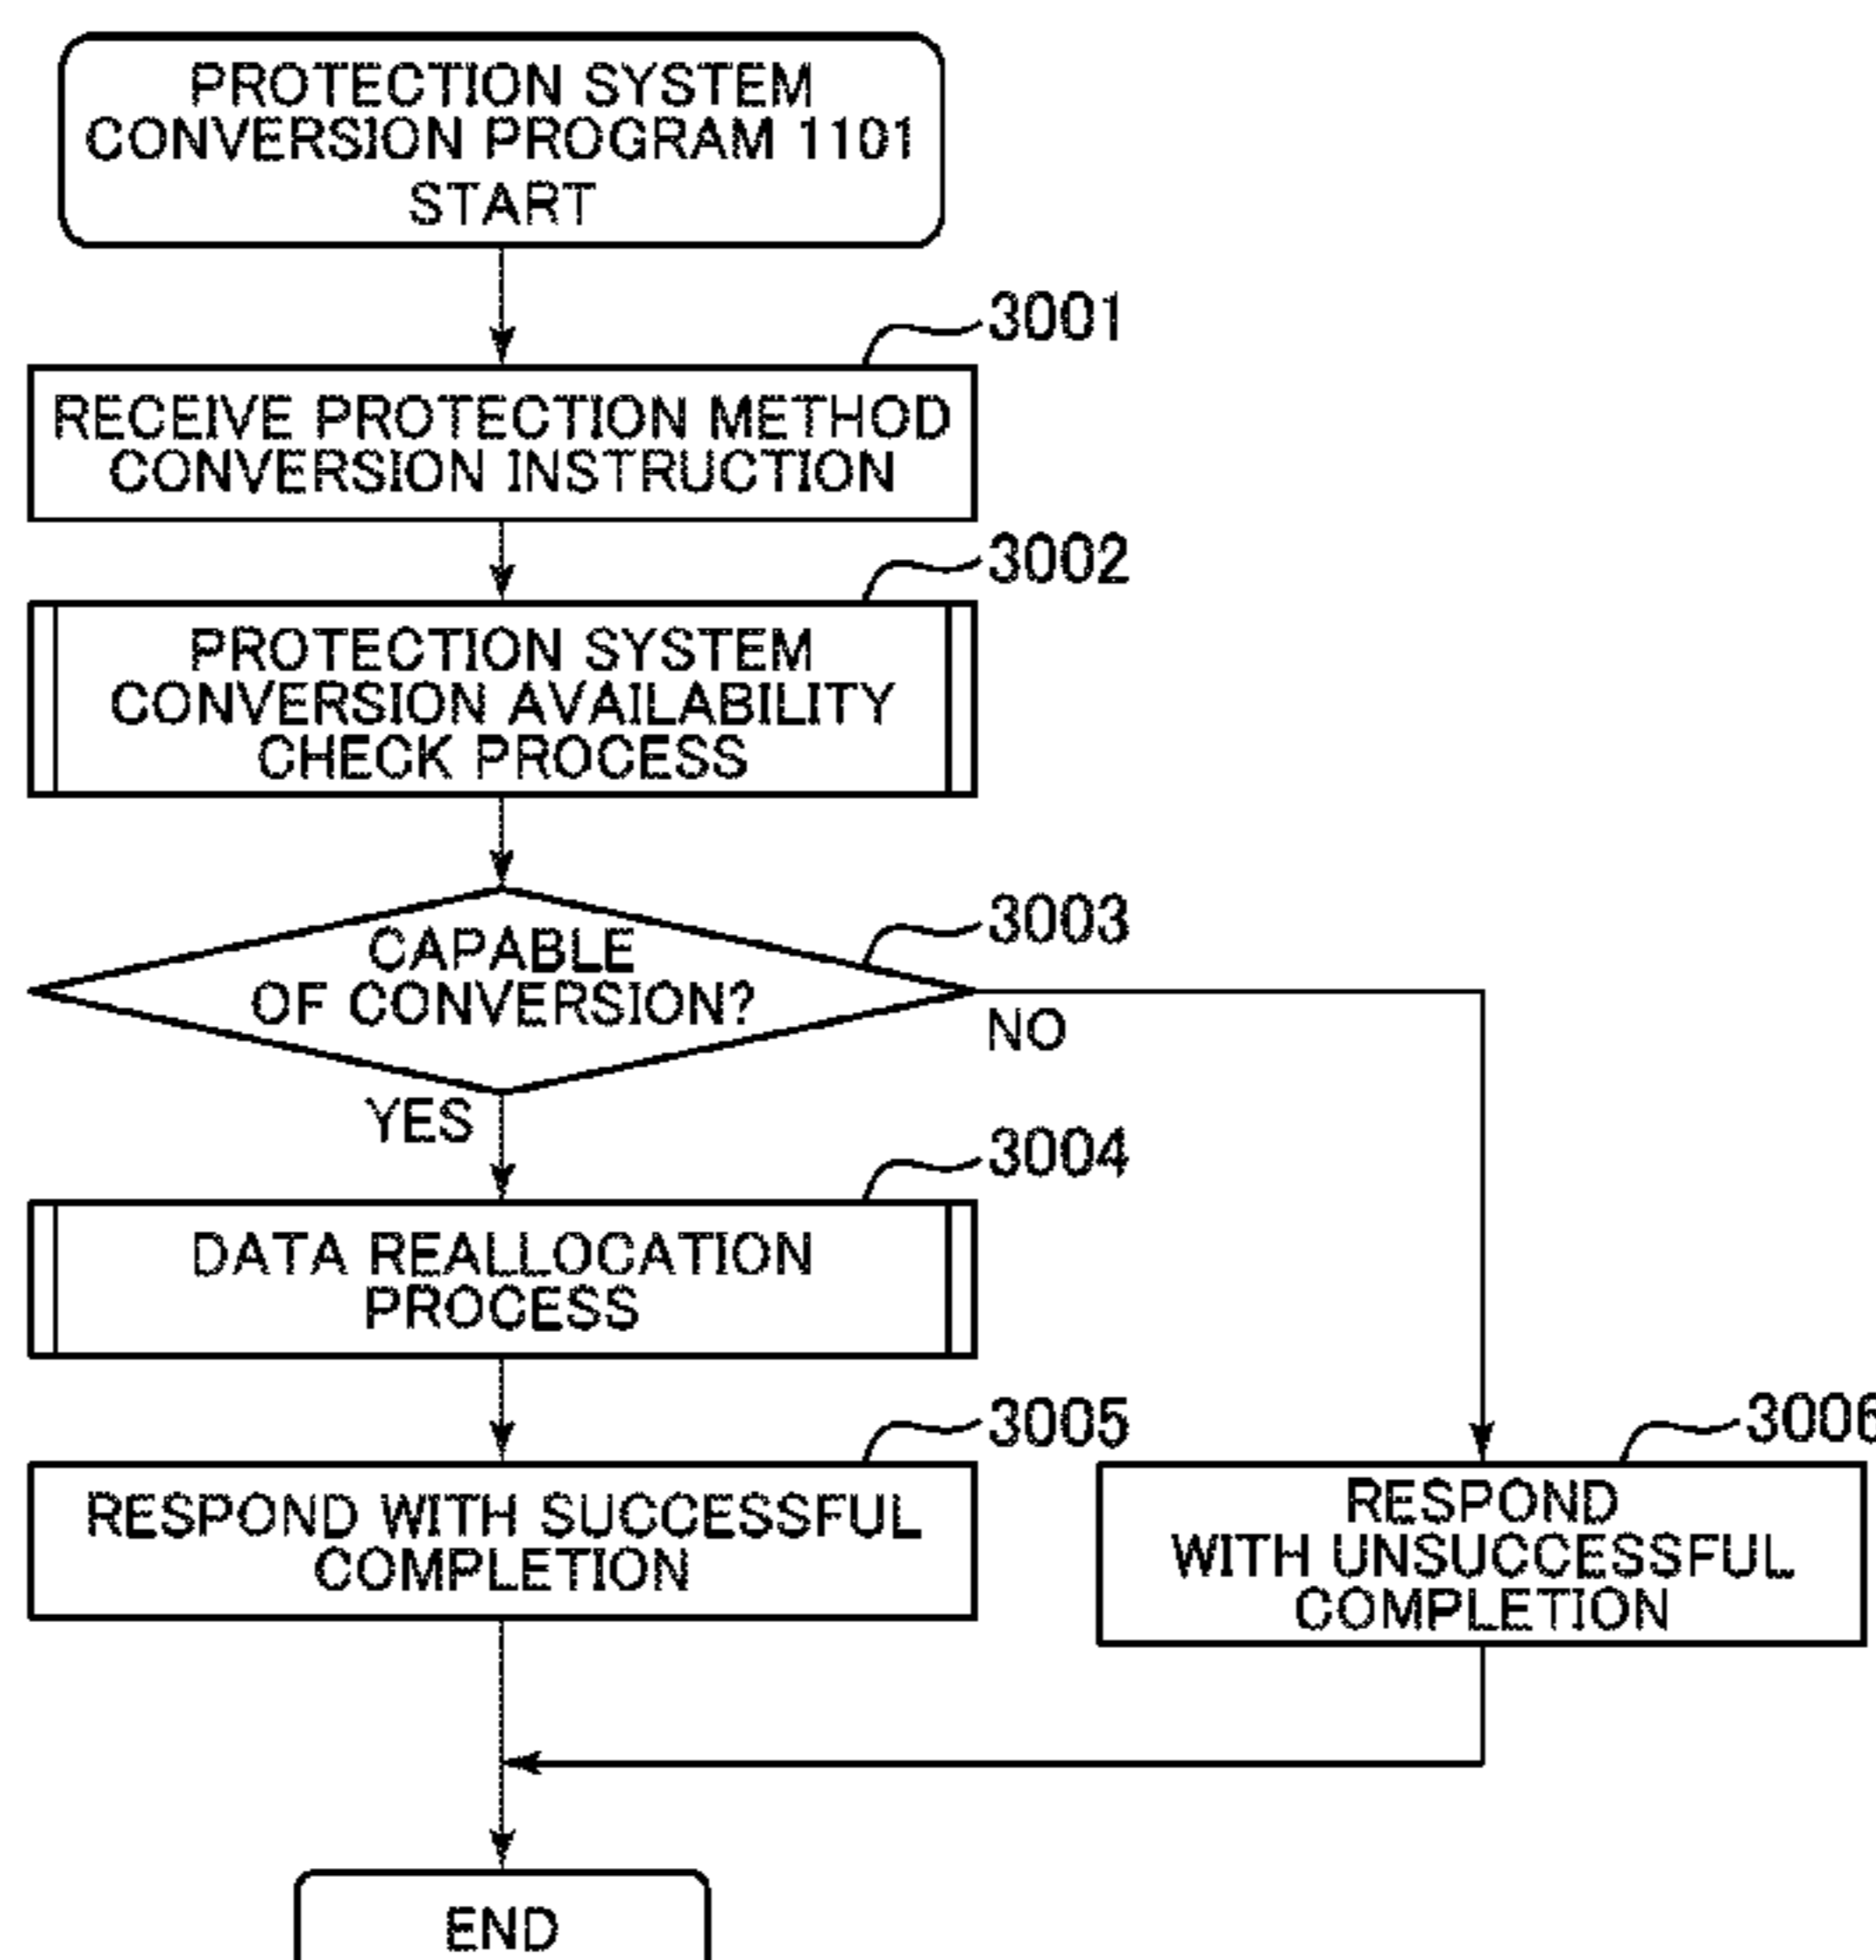 PROTECTION SYSTEM
CONVERSION PROGRAM 1101
START
3001
RECEIVE PROTECTION METHOD
CONVERSION INSTRUCTION
3002
PROTECTION SYSTEM
CONVERSION AVAILABILITY
CHECK PROCESS
3003
CAPABLE
OF CONVERSION?
NO
YES
3004
DATA REALLOCATION
PROCESS
3005
RESPOND WITH SUCCESSFUL
COMPLETION
3006
RESPOND
WITH UNSUCCESSFUL
COMPLETION
END